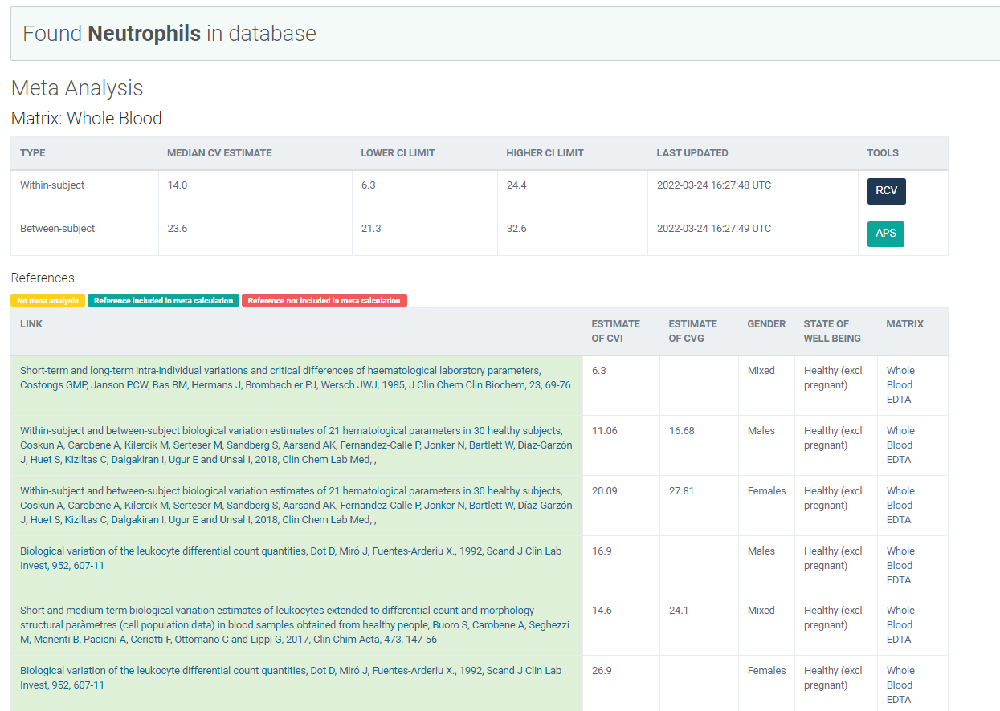 Found Neutrophils in database
Meta Analysis
Matrix: Whole Blood
TYPE MEDIAN CV ESTIMATE LOWER CI LIMIT HIGHER CI LIMIT LAST UPDATED TOOLS
Within-subject 14.0 6.3 24.4 2022-03-24 16:27:48 UTC RCV
Between-subject 23.6 21.3 32.6 2022-03-24 16:27:49 UTC APS
References
No meta analysis Reference included in meta calculation Reference not included in meta calculation
LINK ESTIMATE OF CVI ESTIMATE OF CVG GENDER STATE OF WELL BEING MATRIX
Short-term and long-term intra-individual variations and critical differences of haematological laboratory parameters,
Costongs GMP, Janson PCW, Bas BM, Hermans J, Brombach er PJ, Wersch JWJ, 1985, J Clin Chem Clin Biochem, 23, 69-76
6.3 Mixed Healthy (excl pregnant) Whole Blood EDTA
Within-subject and between-subject biological variation estimates of 21 hematological parameters in 30 healthy subjects,
Coskun A, Carobene A, Kilercik M, Serteser M, Sandberg S, Aarsand AK, Fernandez-Calle P, Jonker N, Bartlett W, Díaz-Garzón
J, Huet S, Kiziltas C, Dalgakiran I, Ugur E and Unsal I, 2018, Clin Chem Lab Med, ,
11.06 16.68 Males Healthy (excl pregnant) Whole Blood EDTA
Within-subject and between-subject biological variation estimates of 21 hematological parameters in 30 healthy subjects,
Coskun A, Carobene A, Kilercik M, Serteser M, Sandberg S, Aarsand AK, Fernandez-Calle P, Jonker N, Bartlett W, Díaz-Garzón
J, Huet S, Kiziltas C, Dalgakiran I, Ugur E and Unsal I, 2018, Clin Chem Lab Med, ,
20.09 27.81 Females Healthy (excl pregnant) Whole Blood EDTA
Biological variation of the leukocyte differential count quantities, Dot D, Miró J, Fuentes-Arderiu X., 1992, Scand J Clin Lab
Invest, 952, 607-11
16.9 Males Healthy (excl pregnant) Whole Blood EDTA
Short and medium-term biological variation estimates of leukocytes extended to differential count and morphology-
structural paràmetres (cell population data) in blood samples obtained from healthy people, Buoro S, Carobene A, Seghezzi
M, Manenti B, Pacioni A, Ceriotti F, Ottomano C and Lippi G, 2017, Clin Chim Acta, 473, 147-56
14.6 24.1 Mixed Healthy (excl pregnant) Whole Blood EDTA
Biological variation of the leukocyte differential count quantities, Dot D, Miró J, Fuentes-Arderiu X., 1992, Scand J Clin Lab
Invest, 952, 607-11
26.9 Females Healthy (excl pregnant) Whole Blood EDTA